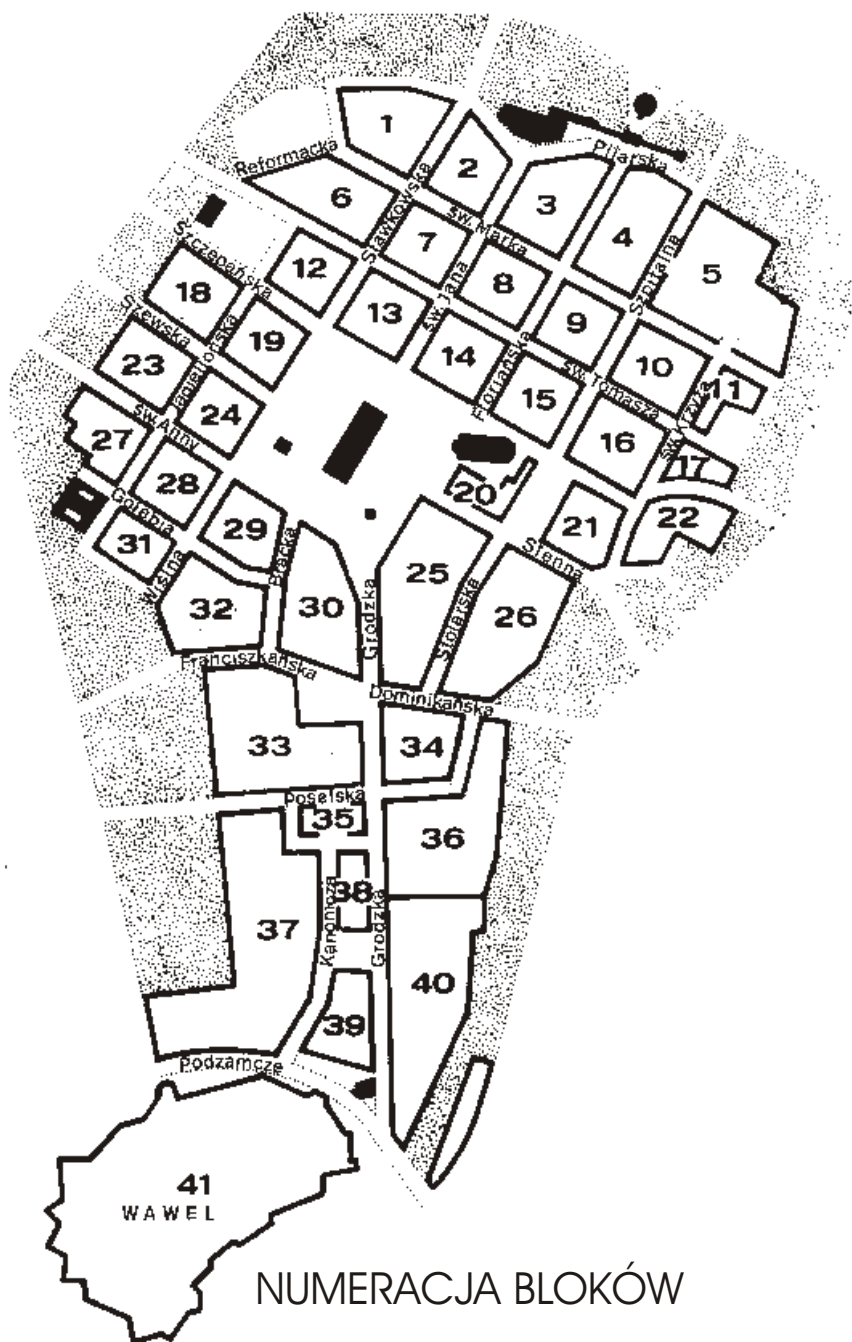 1
2
Pijarska
Reformacka
3
6
Sławkowska
św. Marka
7
4
Szpitalna
5
Szczepańska
12
św. Jana
8
18
13
9
Szewska
19
Jagiellońska
14
Floriańska
10
św. Tomasza
11
23
15
św. Krzyża
24
św. Anny
16
27
17
28
20
Gołębia
29
21
22
31
Bracka
Sienna
Wiślna
25
32
30
Grodzka
Stolarska
26
Franciszkańska
Dominikańska
33
34
Poselska
35
36
38
Kanonicza
Grodzka
37
40
39
Podzamcze
41
WAWEL
NUMERACJA BLOKÓW